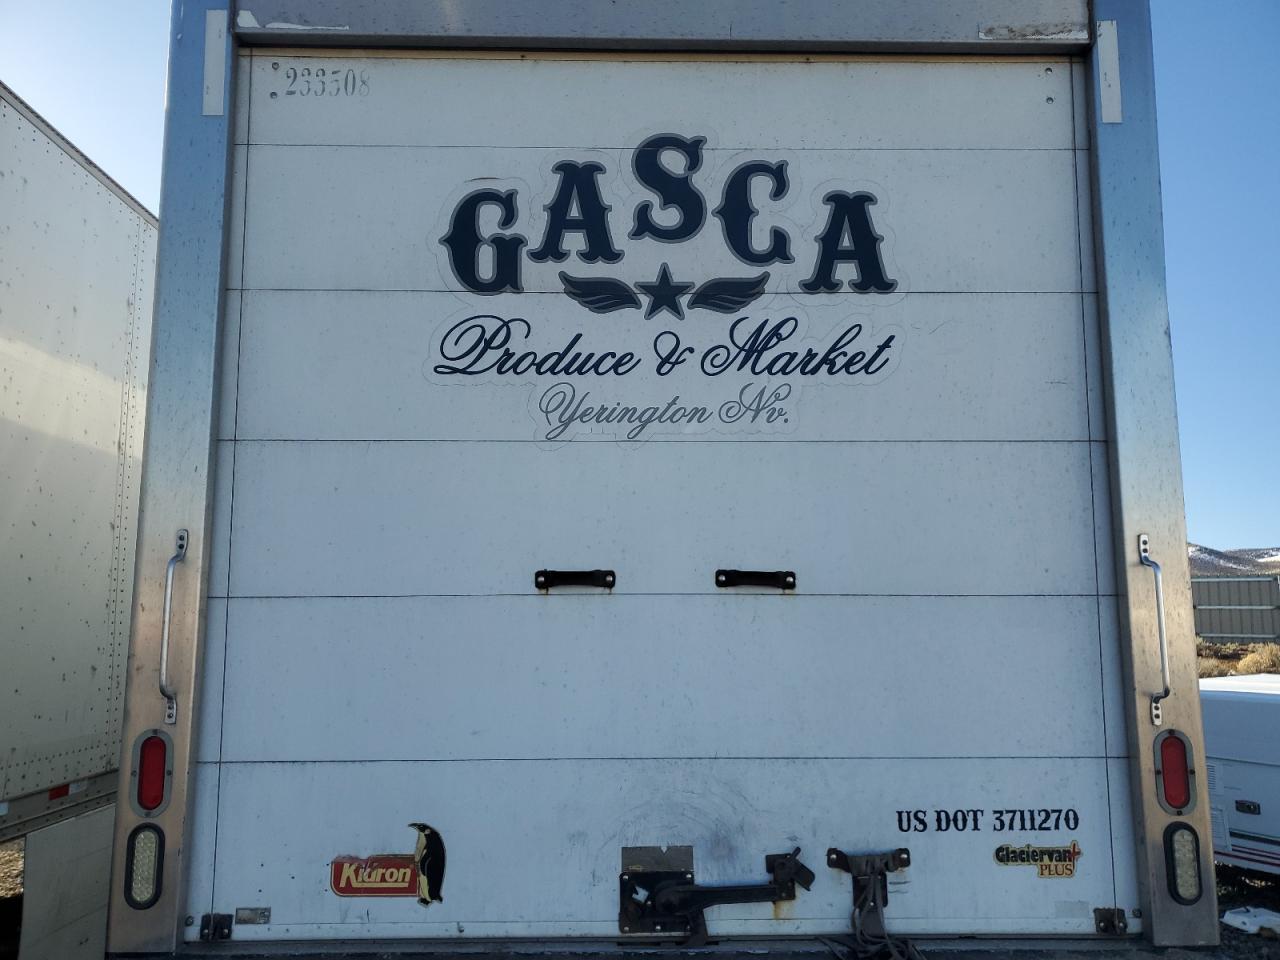 233508
GASCA
Produce & Market
Yerington Nv.
US DOT 3711270
Kidron
Glaciervan+
PLUS